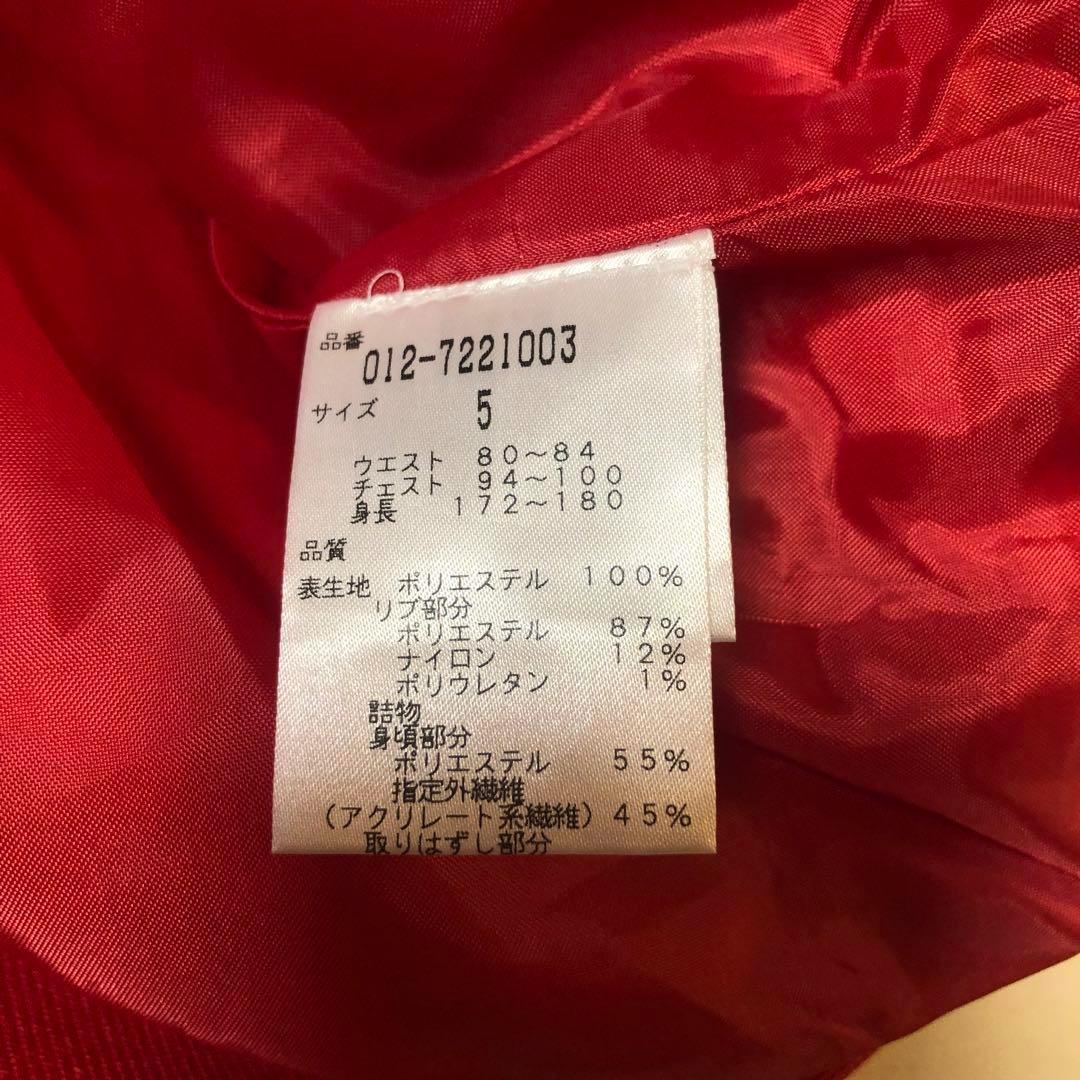 品番
012-7221003
サイズ 5
ウエスト 80～84
チェスト 94～100
身長 172～180
品質
表生地 ポリエステル 100%
リブ部分
ポリエステル 87%
ナイロン 12%
ポリウレタン 1%
詰物
身頃部分
ポリエステル 55%
指定外繊維
(アクリレート系繊維) 45%
取りはずし部分